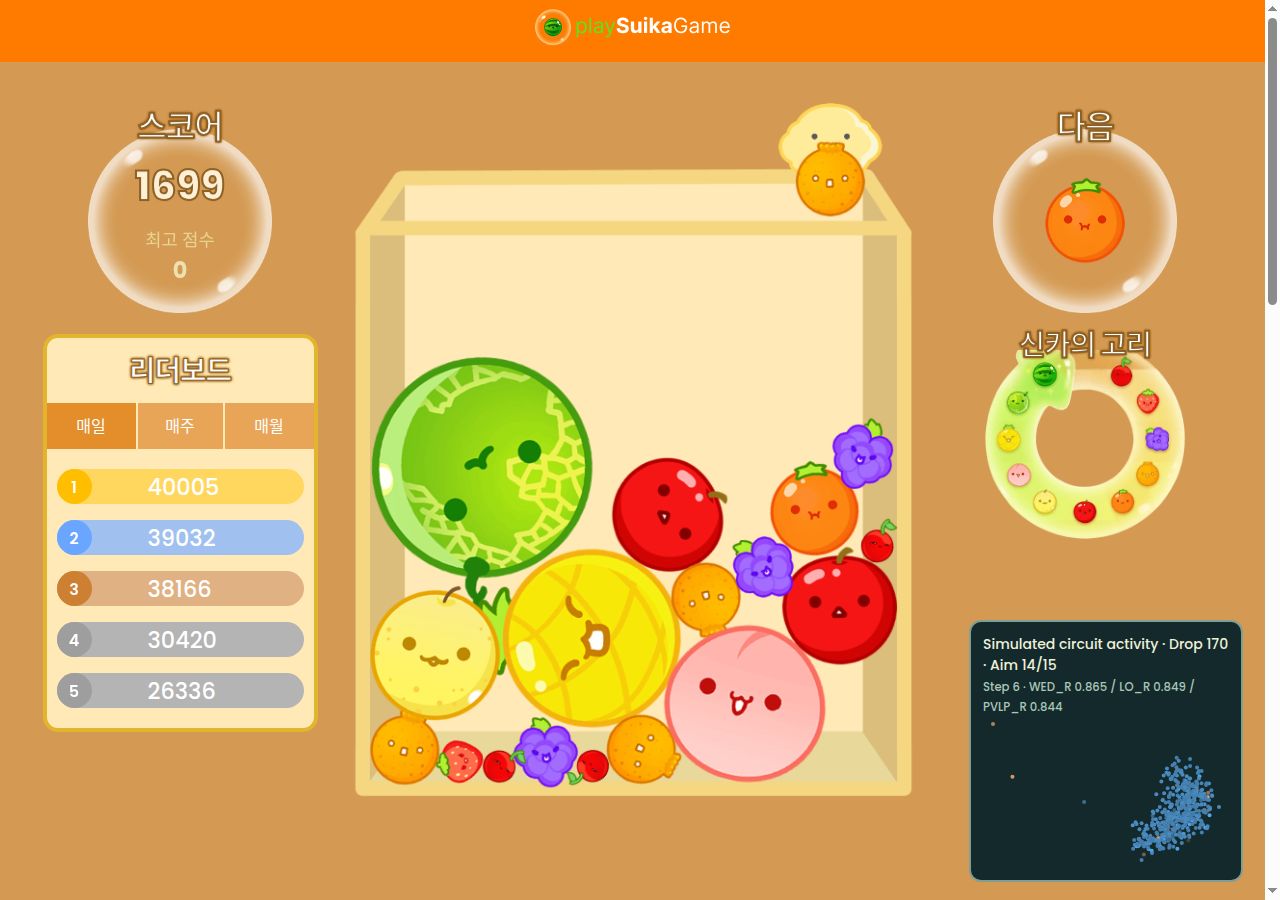 playSuikaGame
스코어
1699
최고 점수
0
다음
신카의 고리
리더보드
매일 매주 매월
1 40005
2 39032
3 38166
4 30420
5 26336
Simulated circuit activity · Drop 170
· Aim 14/15
Step 6 · WED_R 0.865 / LO_R 0.849 /
PVLP_R 0.844